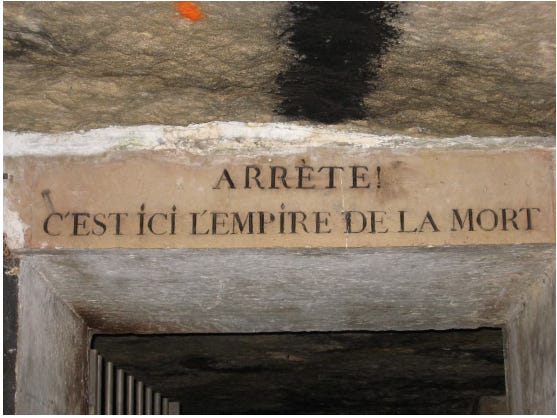 ARRÈTE!
C'EST iCi L'EMPiRE DE LA MORT